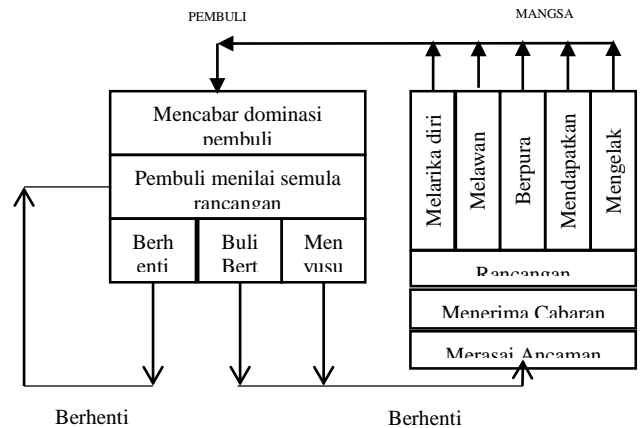 PEMBULI
MANGSA
Mencabar dominasi
pembuli
Pembuli menilai semula
rancangan
Berh
enti
Buli
Bert
Men
yusu
Melarika diri
Melawan
Berpura
Mendapatkan
Mengelak
Rancangan
Menerima Cabaran
Merasai Ancaman
Berhenti
Berhenti